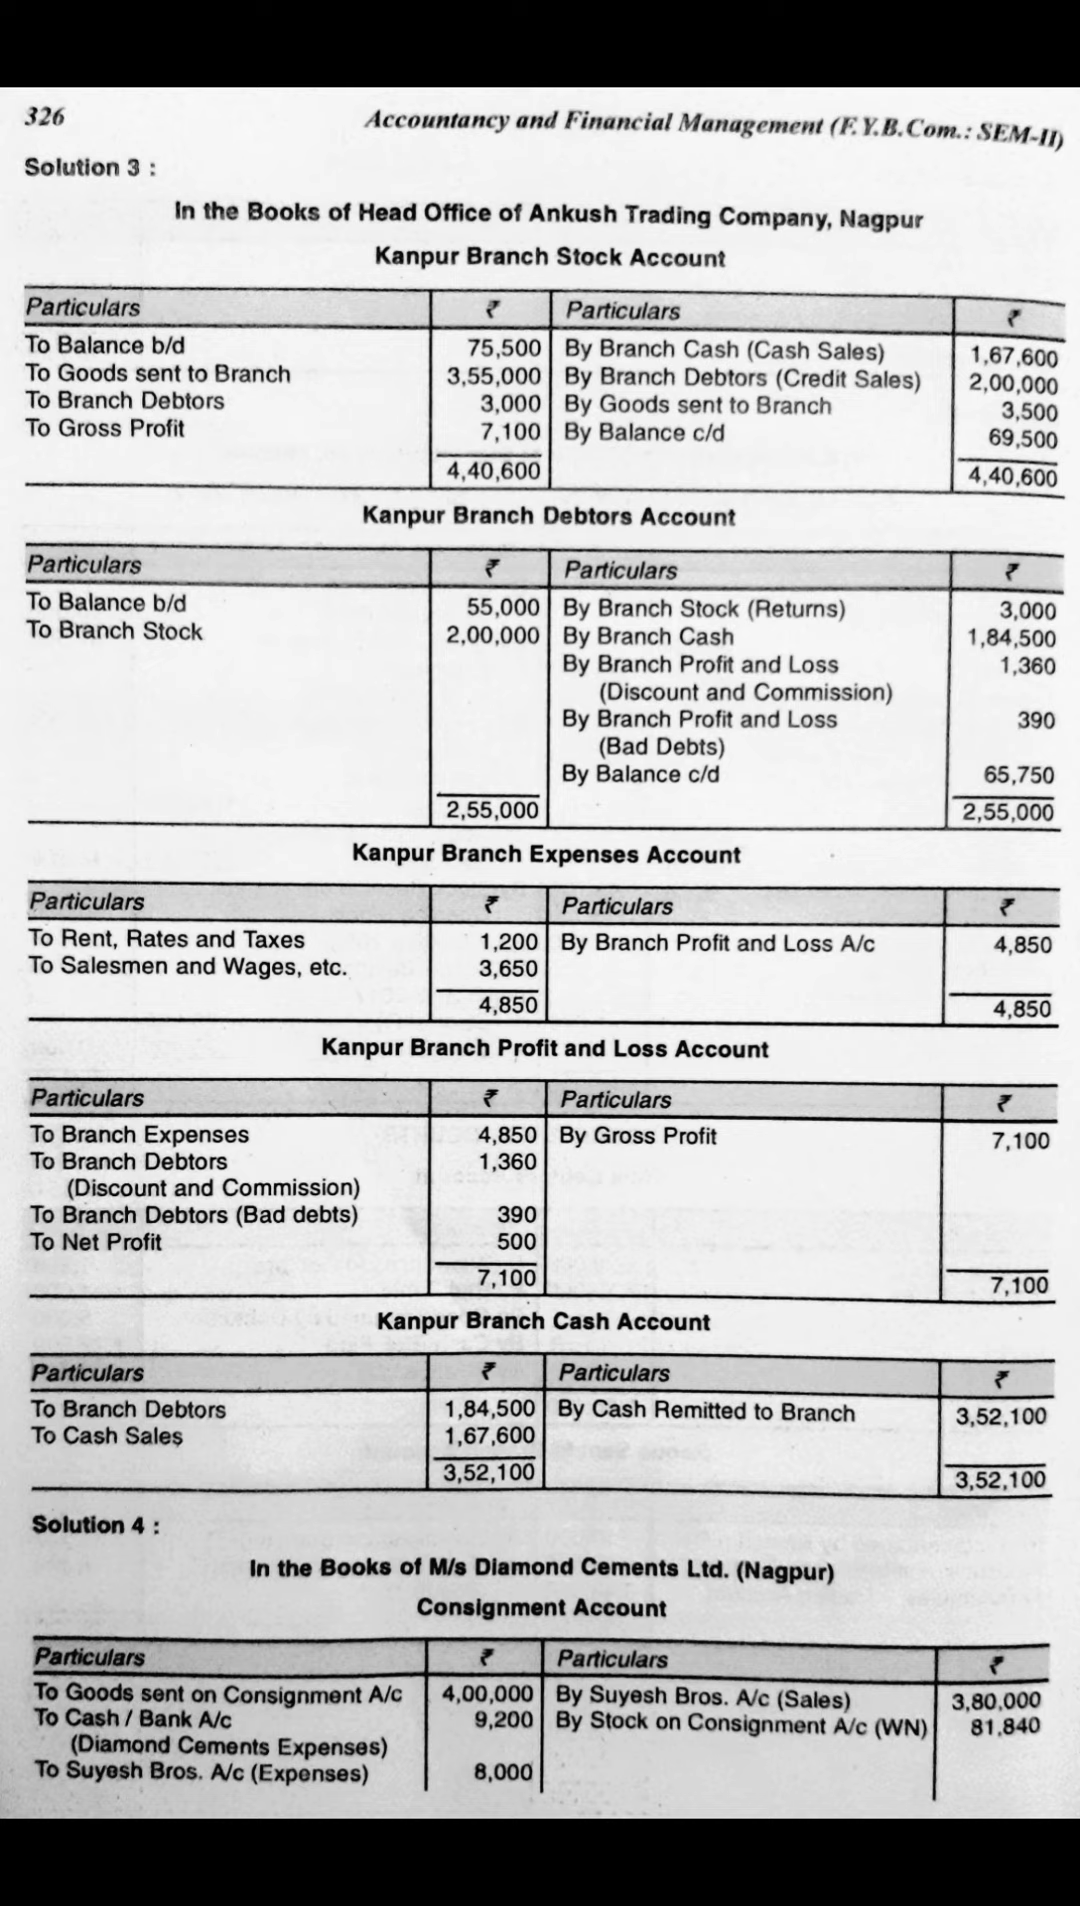 326 Accountancy and Financial Management (F.Y.B.Com.: SEM-II)
Solution 3 :
In the Books of Head Office of Ankush Trading Company, Nagpur
Kanpur Branch Stock Account
Particulars ₹ Particulars ₹
To Balance b/d 75,500 By Branch Cash (Cash Sales) 1,67,600
To Goods sent to Branch 3,55,000 By Branch Debtors (Credit Sales) 2,00,000
To Branch Debtors 3,000 By Goods sent to Branch 3,500
To Gross Profit 7,100 By Balance c/d 69,500
4,40,600 4,40,600
Kanpur Branch Debtors Account
Particulars ₹ Particulars ₹
To Balance b/d 55,000 By Branch Stock (Returns) 3,000
To Branch Stock 2,00,000 By Branch Cash 1,84,500
By Branch Profit and Loss 1,360
(Discount and Commission)
By Branch Profit and Loss 390
(Bad Debts)
By Balance c/d 65,750
2,55,000 2,55,000
Kanpur Branch Expenses Account
Particulars ₹ Particulars ₹
To Rent, Rates and Taxes 1,200 By Branch Profit and Loss A/c 4,850
To Salesmen and Wages, etc. 3,650
4,850 4,850
Kanpur Branch Profit and Loss Account
Particulars ₹ Particulars ₹
To Branch Expenses 4,850 By Gross Profit 7,100
To Branch Debtors 1,360
(Discount and Commission)
To Branch Debtors (Bad debts) 390
To Net Profit 500
7,100 7,100
Kanpur Branch Cash Account
Particulars ₹ Particulars ₹
To Branch Debtors 1,84,500 By Cash Remitted to Branch 3,52,100
To Cash Sales 1,67,600
3,52,100 3,52,100
Solution 4 :
In the Books of M/s Diamond Cements Ltd. (Nagpur)
Consignment Account
Particulars ₹ Particulars ₹
To Goods sent on Consignment A/c 4,00,000 By Suyesh Bros. A/c (Sales) 3,80,000
To Cash / Bank A/c 9,200 By Stock on Consignment A/c (WN) 81,840
(Diamond Cements Expenses)
To Suyesh Bros. A/c (Expenses) 8,000